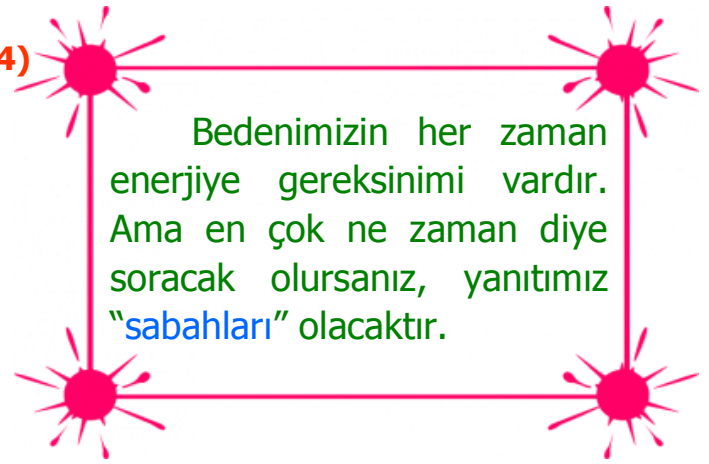 4)
Bedenimizin her zaman
enerjiye gereksinimi vardır.
Ama en çok ne zaman diye
soracak olursanız, yanıtımız
“sabahları” olacaktır.